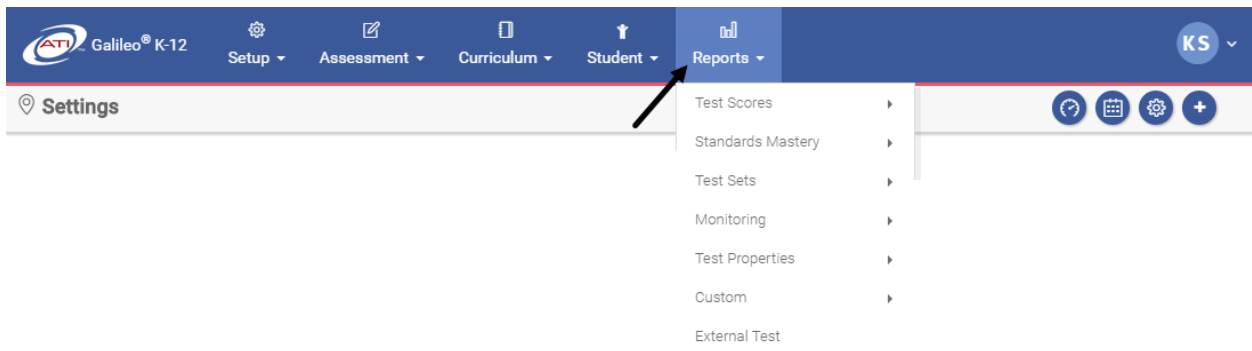 ATI Galileo® K-12
Setup
Assessment
Curriculum
Student
Reports
KS
Settings
Test Scores
Standards Mastery
Test Sets
Monitoring
Test Properties
Custom
External Test